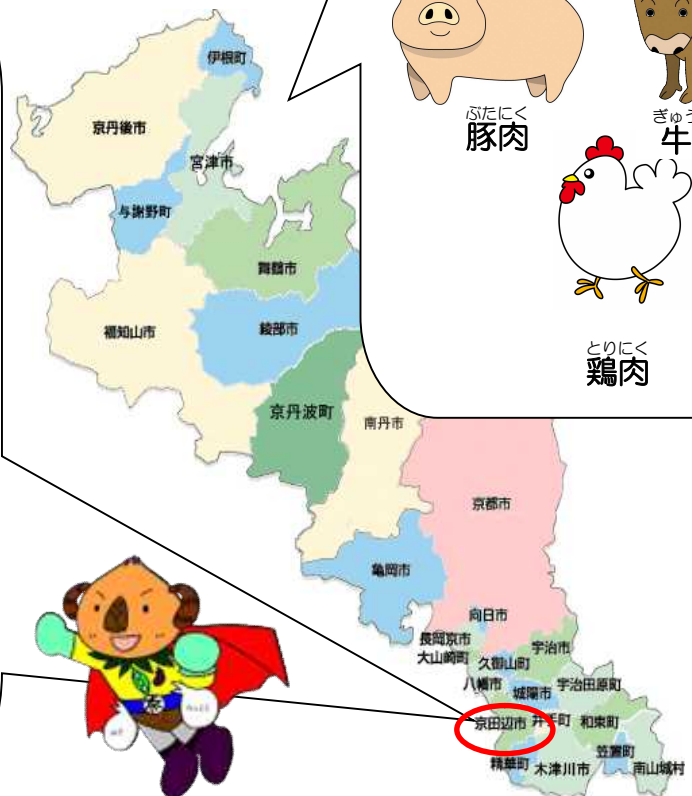 ぶたにく
豚肉
ぎゅう
牛
とりにく
鶏肉
伊根町
京丹後市
宮津市
与謝野町
舞鶴市
福知山市
綾部市
京丹波町
南丹市
京都市
亀岡市
向日市
長岡京市
大山崎町
宇治市
久御山町
八幡市
城陽市
宇治田原町
京田辺市
井手町
和束町
精華町
木津川市
笠置町
南山城村